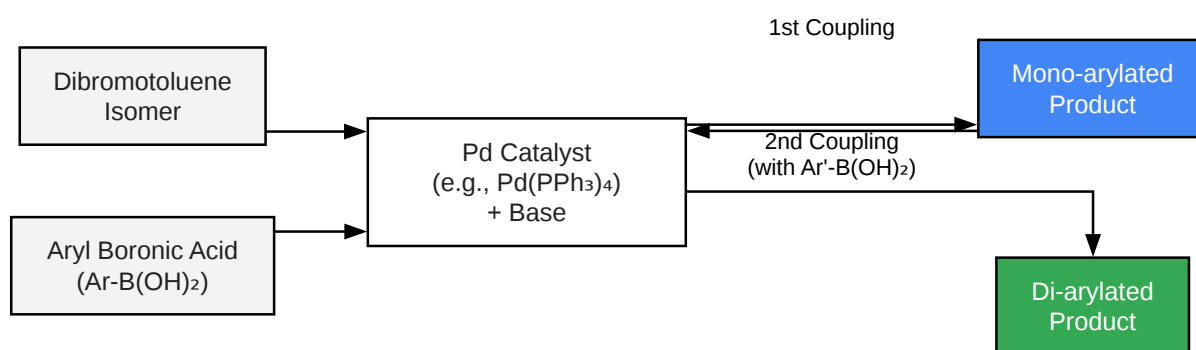 1st Coupling
Dibromotoluene
Isomer
Mono-arylated
Product
Pd Catalyst
(e.g., Pd(PPh₃)₄)
+ Base
2nd Coupling
(with Ar'-B(OH)₂)
Aryl Boronic Acid
(Ar-B(OH)₂)
Di-arylated
Product